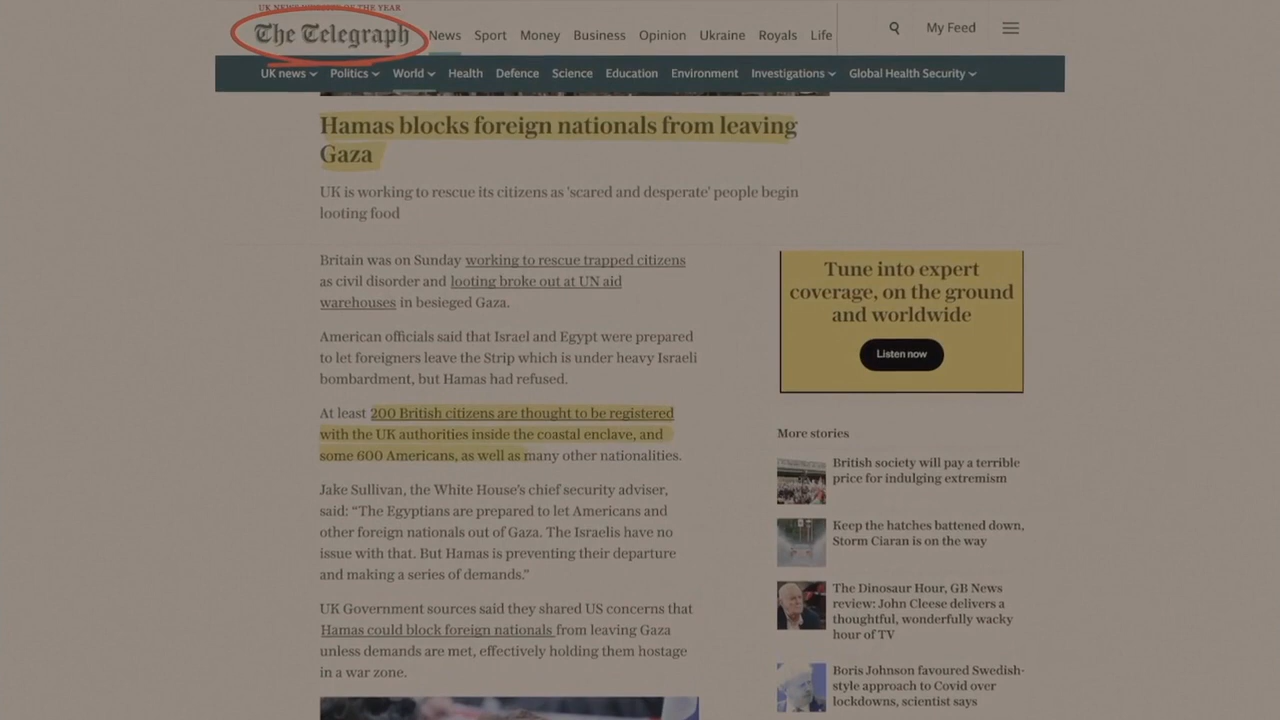 UK NEWS WEBSITE OF THE YEAR
The Telegraph
News Sport Money Business Opinion Ukraine Royals Life
My Feed
UK news Politics World Health Defence Science Education Environment Investigations Global Health Security
Hamas blocks foreign nationals from leaving
Gaza
UK is working to rescue its citizens as 'scared and desperate' people begin
looting food
Britain was on Sunday working to rescue trapped citizens
as civil disorder and looting broke out at UN aid
warehouses in besieged Gaza.
American officials said that Israel and Egypt were prepared
to let foreigners leave the Strip which is under heavy Israeli
bombardment, but Hamas had refused.
At least 200 British citizens are thought to be registered
with the UK authorities inside the coastal enclave, and
some 600 Americans, as well as many other nationalities.
Jake Sullivan, the White House’s chief security adviser,
said: “The Egyptians are prepared to let Americans and
other foreign nationals out of Gaza. The Israelis have no
issue with that. But Hamas is preventing their departure
and making a series of demands.”
UK Government sources said they shared US concerns that
Hamas could block foreign nationals from leaving Gaza
unless demands are met, effectively holding them hostage
in a war zone.
Tune into expert
coverage, on the ground
and worldwide
Listen now
More stories
British society will pay a terrible
price for indulging extremism
Keep the hatches battened down,
Storm Ciaran is on the way
The Dinosaur Hour, GB News
review: John Cleese delivers a
thoughtful, wonderfully wacky
hour of TV
Boris Johnson favoured Swedish-
style approach to Covid over
lockdowns, scientist says